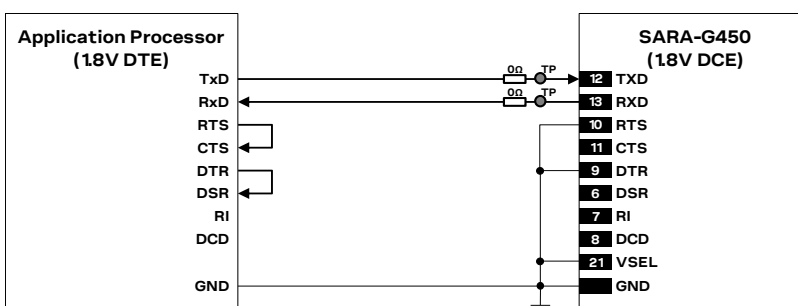 Application Processor
(1.8V DTE)
SARA-G450
(1.8V DCE)
TxD 0Ω TP 12 TXD
RxD 0Ω TP 13 RXD
RTS 10 RTS
CTS 11 CTS
DTR 9 DTR
DSR 6 DSR
RI 7 RI
DCD 8 DCD
21 VSEL
GND GND